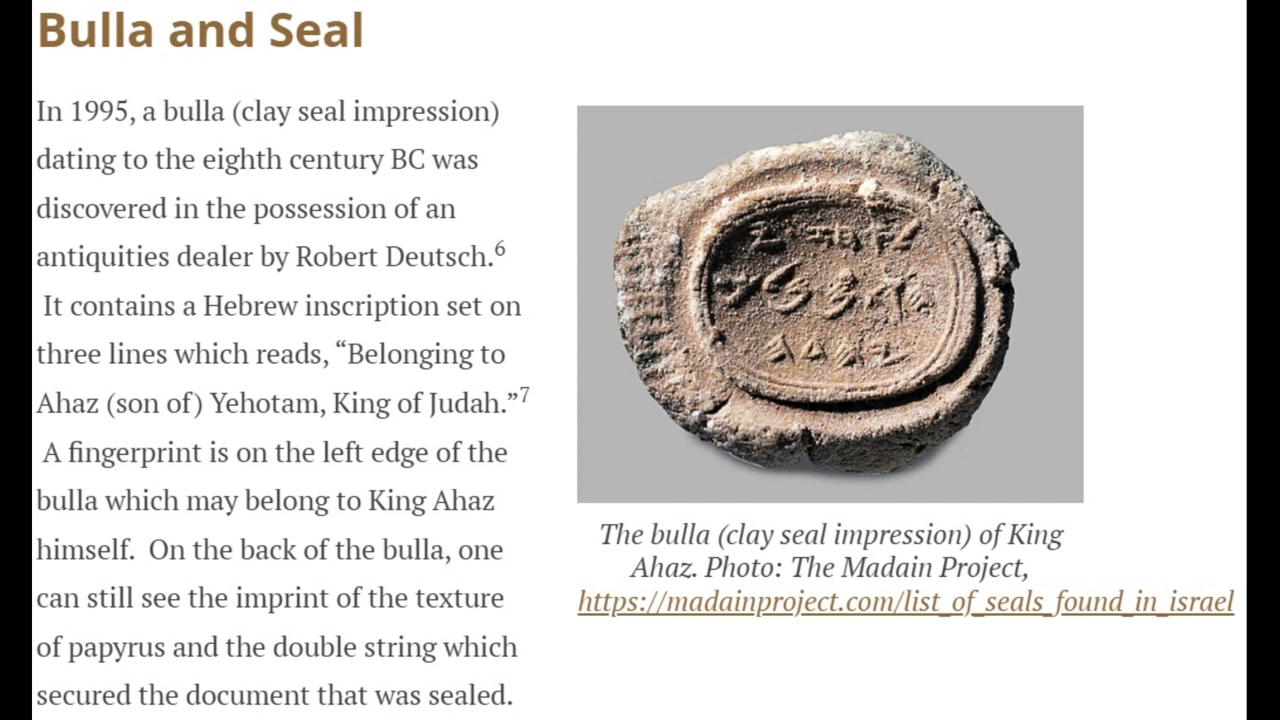 Bulla and Seal
In 1995, a bulla (clay seal impression)
dating to the eighth century BC was
discovered in the possession of an
antiquities dealer by Robert Deutsch.6
It contains a Hebrew inscription set on
three lines which reads, “Belonging to
Ahaz (son of) Yehotam, King of Judah.”7
A fingerprint is on the left edge of the
bulla which may belong to King Ahaz
himself.  On the back of the bulla, one
can still see the imprint of the texture
of papyrus and the double string which
secured the document that was sealed.
The bulla (clay seal impression) of King
Ahaz. Photo: The Madain Project,
https://madainproject.com/list_of_seals_found_in_israel